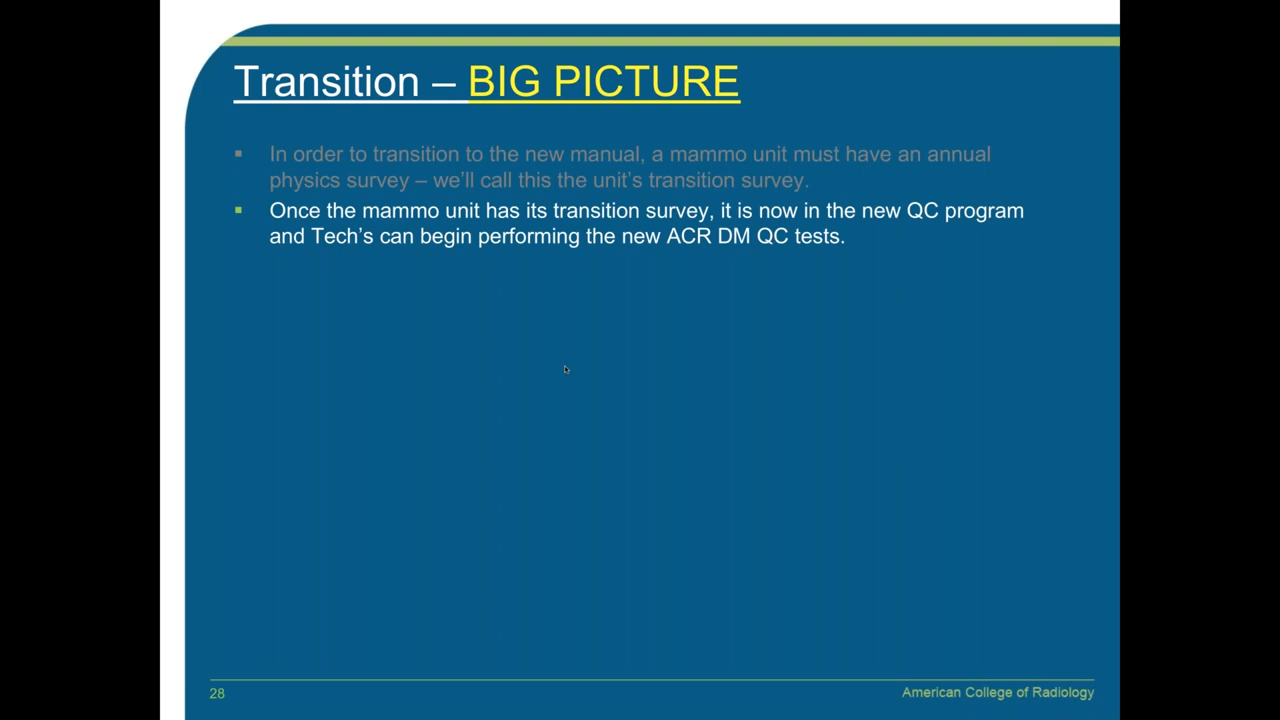 Transition – BIG PICTURE
▪ In order to transition to the new manual, a mammo unit must have an annual
physics survey – we'll call this the unit's transition survey.
▪ Once the mammo unit has its transition survey, it is now in the new QC program
and Tech's can begin performing the new ACR DM QC tests.
28
American College of Radiology